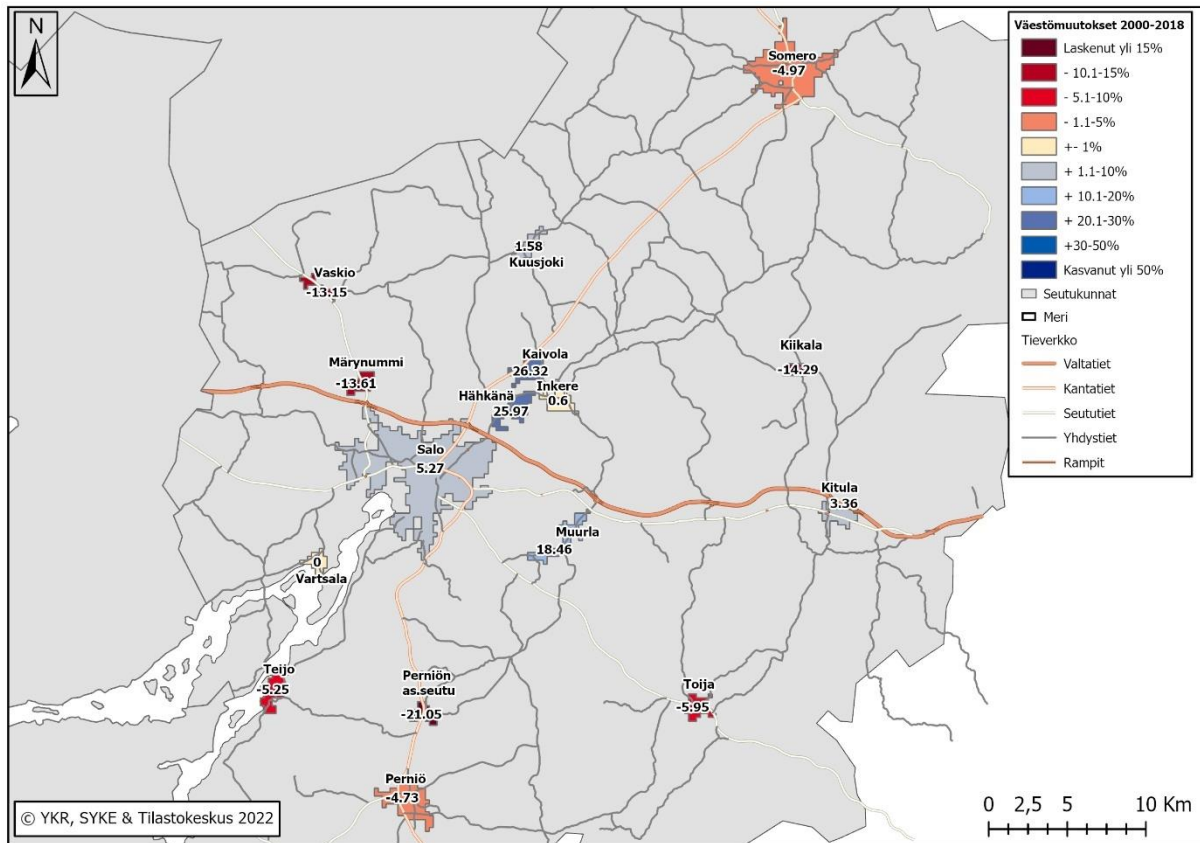 N
Väestömuutokset 2000-2018
Laskenut yli 15%
- 10.1-15%
- 5.1-10%
- 1.1-5%
+- 1%
+ 1.1-10%
+ 10.1-20%
+ 20.1-30%
+30-50%
Kasvanut yli 50%
Seutukunnat
Meri
Tieverkko
Valtatiet
Kantatiet
Seututiet
Yhdystiet
Rampit
Somero
-4.97
1.58
Kuusjoki
Vaskio
-13.15
Kiikala
-14.29
Märynummi
-13.61
Kaivola
26.32
Inkere
0.6
Hähkänä
25.97
Salo
5.27
Kitula
3.36
Muurla
18.46
0
Vartsala
Teijo
-5.25
Perniön
as.seutu
-21.05
Toija
-5.95
Perniö
-4.73
© YKR, SYKE & Tilastokeskus 2022
0 2,5 5 10 Km